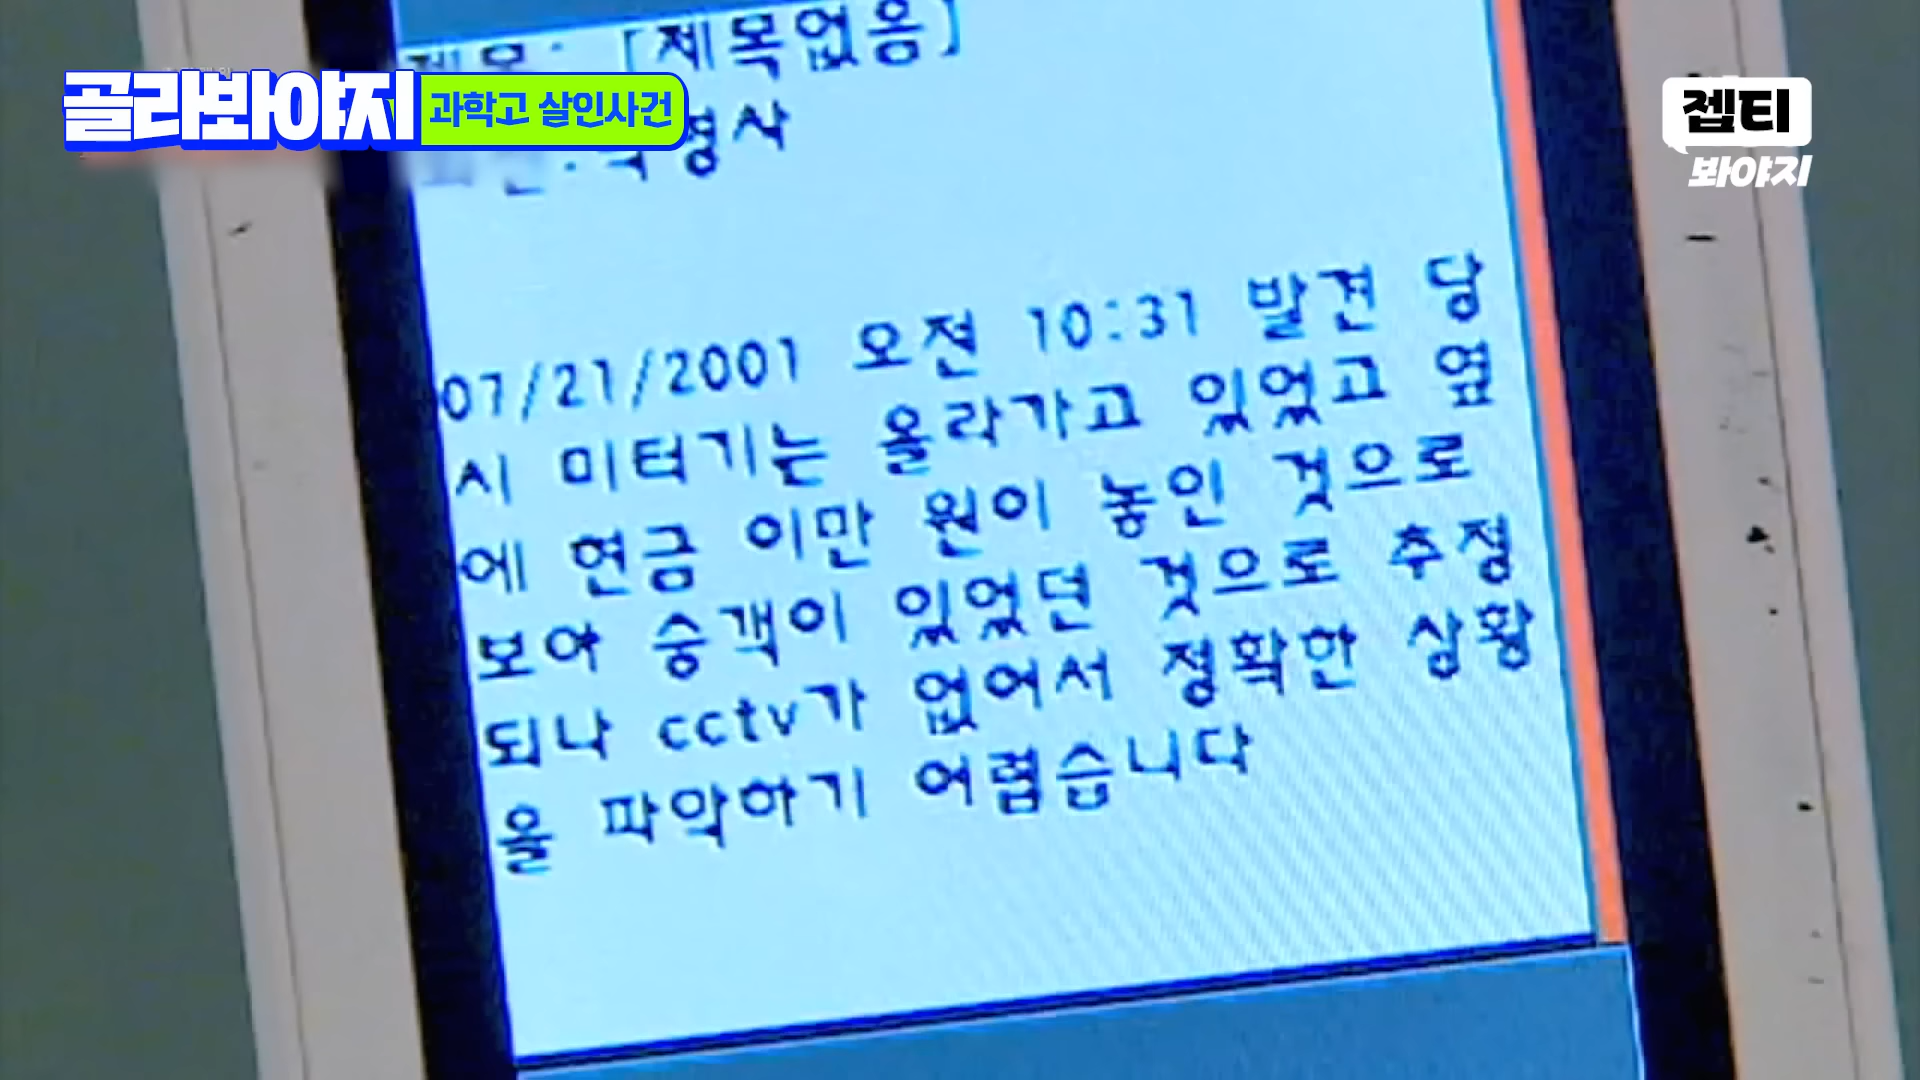 골라봐야지 과학고 살인사건
젭티
봐야지
제목: [제목없음]
형사
07/21/2001 오전 10:31 발견 당
시 미터기는 올라가고 있었고 옆
에 현금 이만 원이 놓인 것으로
보아 승객이 있었던 것으로 추정
되나 cctv가 없어서 정확한 상황
을 파악하기 어렵습니다